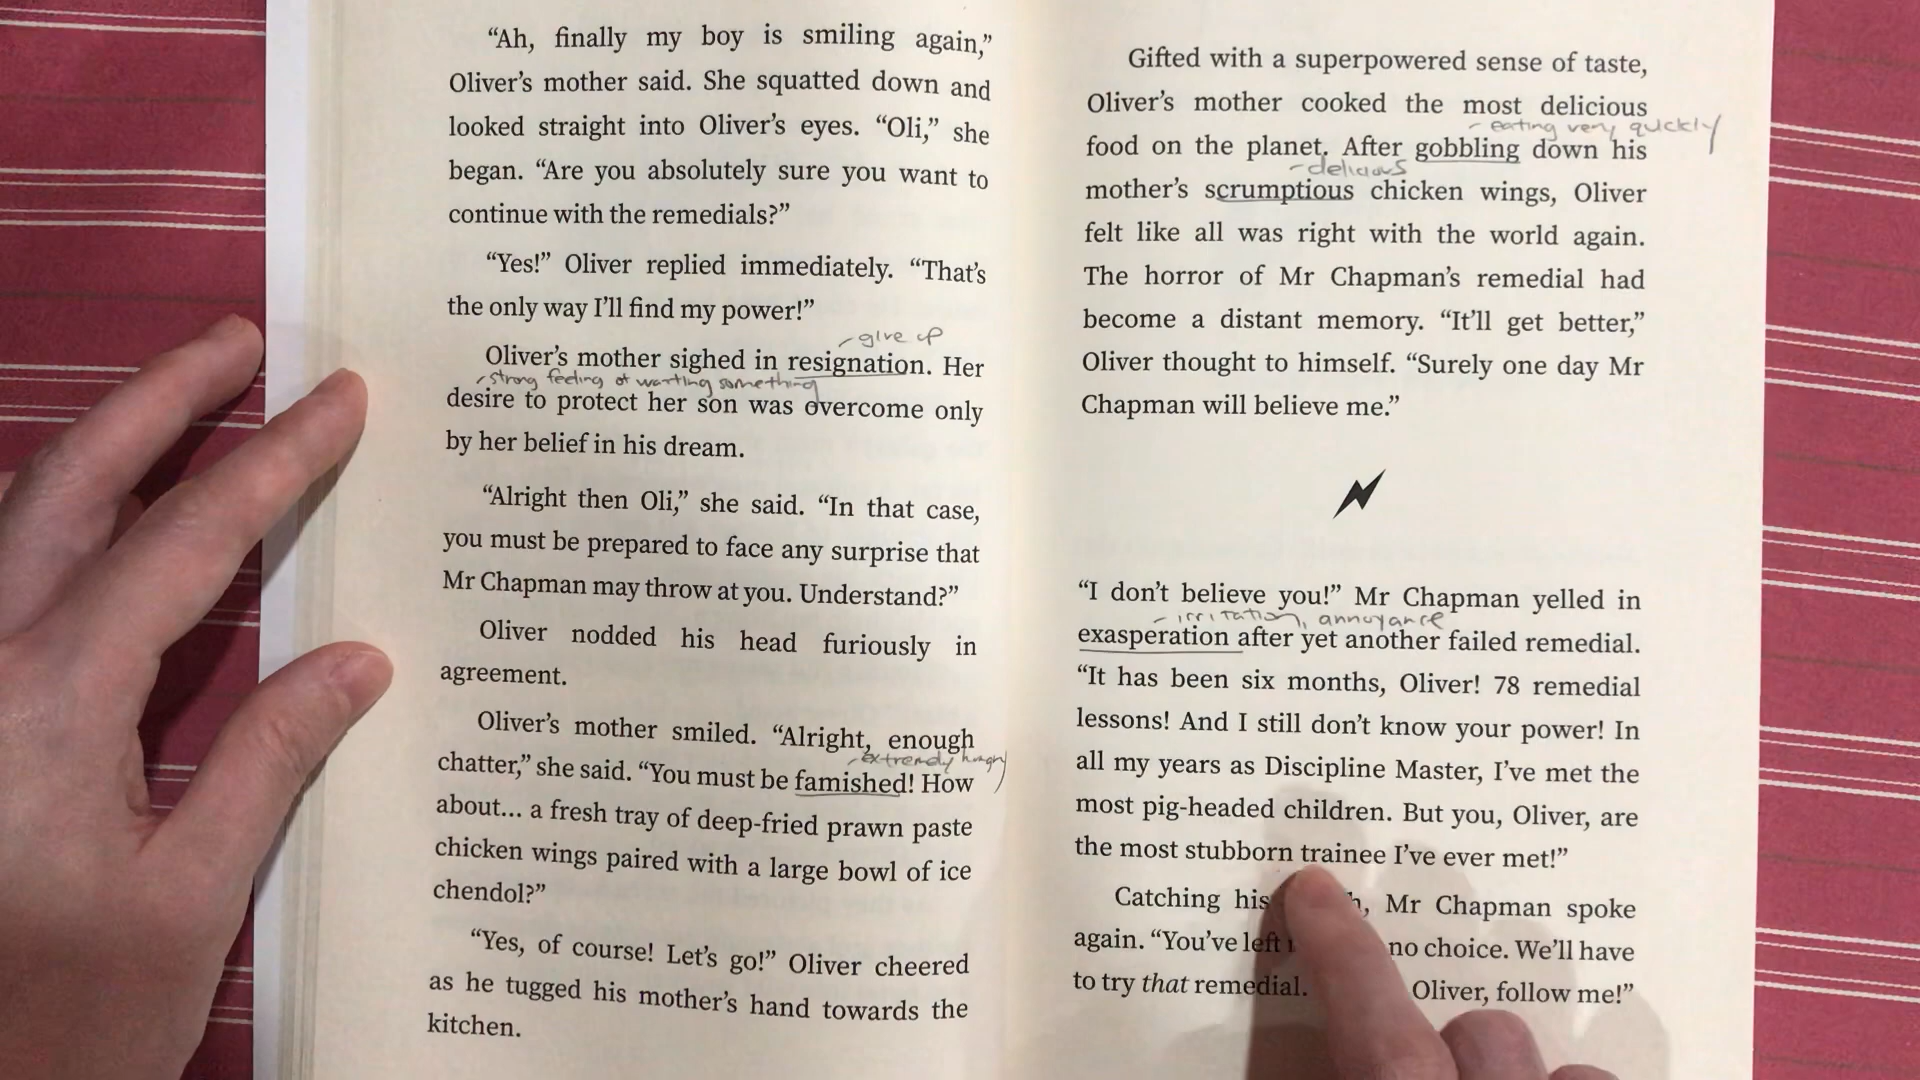 “Ah, finally my boy is smiling again,”
Oliver’s mother said. She squatted down and
looked straight into Oliver’s eyes. “Oli,” she
began. “Are you absolutely sure you want to
continue with the remedials?”
“Yes!” Oliver replied immediately. “That’s
the only way I’ll find my power!”
- give up
Oliver’s mother sighed in resignation. Her
strong feeling of wanting something
desire to protect her son was overcome only
by her belief in his dream.
“Alright then Oli,” she said. “In that case,
you must be prepared to face any surprise that
Mr Chapman may throw at you. Understand?”
Oliver nodded his head furiously in
agreement.
Oliver’s mother smiled. “Alright, enough
- extremely hungry
chatter,” she said. “You must be famished! How
about... a fresh tray of deep-fried prawn paste
chicken wings paired with a large bowl of ice
chendol?”
“Yes, of course! Let’s go!” Oliver cheered
as he tugged his mother’s hand towards the
kitchen.
Gifted with a superpowered sense of taste,
Oliver’s mother cooked the most delicious
- eating very quickly
food on the planet. After gobbling down his
- delicious
mother’s scrumptious chicken wings, Oliver
felt like all was right with the world again.
The horror of Mr Chapman’s remedial had
become a distant memory. “It’ll get better,”
Oliver thought to himself. “Surely one day Mr
Chapman will believe me.”
“I don’t believe you!” Mr Chapman yelled in
- irritation, annoyance
exasperation after yet another failed remedial.
“It has been six months, Oliver! 78 remedial
lessons! And I still don’t know your power! In
all my years as Discipline Master, I’ve met the
most pig-headed children. But you, Oliver, are
the most stubborn trainee I’ve ever met!”
Catching his Mr Chapman spoke
again. “You’ve left no choice. We’ll have
to try that remedial. Oliver, follow me!”